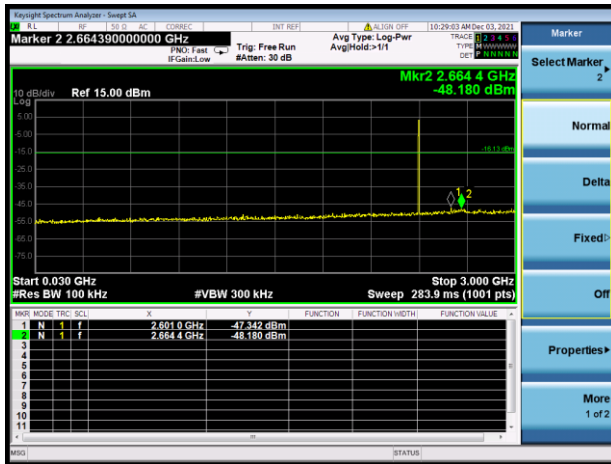 Keysight Spectrum Analyzer - Swept SA
RL RF 50 Ω AC CORREC INT REF ALIGN OFF 10:29:03 AM Dec 03, 2021
Marker 2 2.664390000000 GHz
PNO: Fast
IFGain:Low
Trig: Free Run
#Atten: 30 dB
Avg Type: Log-Pwr
Avg|Hold:>1/1
TRACE 1 2 3 4 5 6
TYPE M WWWWW
DET P NNNNN
Mkr2 2.664 4 GHz
-48.180 dBm
10 dB/div Ref 15.00 dBm
Log
5.00
-5.00
-15.0
-16.13 dBm
-25.0
-35.0
-45.0
1 2
-55.0
-65.0
-75.0
Start 0.030 GHz Stop 3.000 GHz
#Res BW 100 kHz #VBW 300 kHz Sweep 283.9 ms (1001 pts)
MKR MODE TRC SCL X Y FUNCTION FUNCTION WIDTH FUNCTION VALUE
1 N 1 f 2.601 0 GHz -47.342 dBm
2 N 1 f 2.664 4 GHz -48.180 dBm
3
4
5
6
7
8
9
10
11
MSG STATUS
Marker
Select Marker
2
Normal
Delta
Fixed
Off
Properties
More
1 of 2